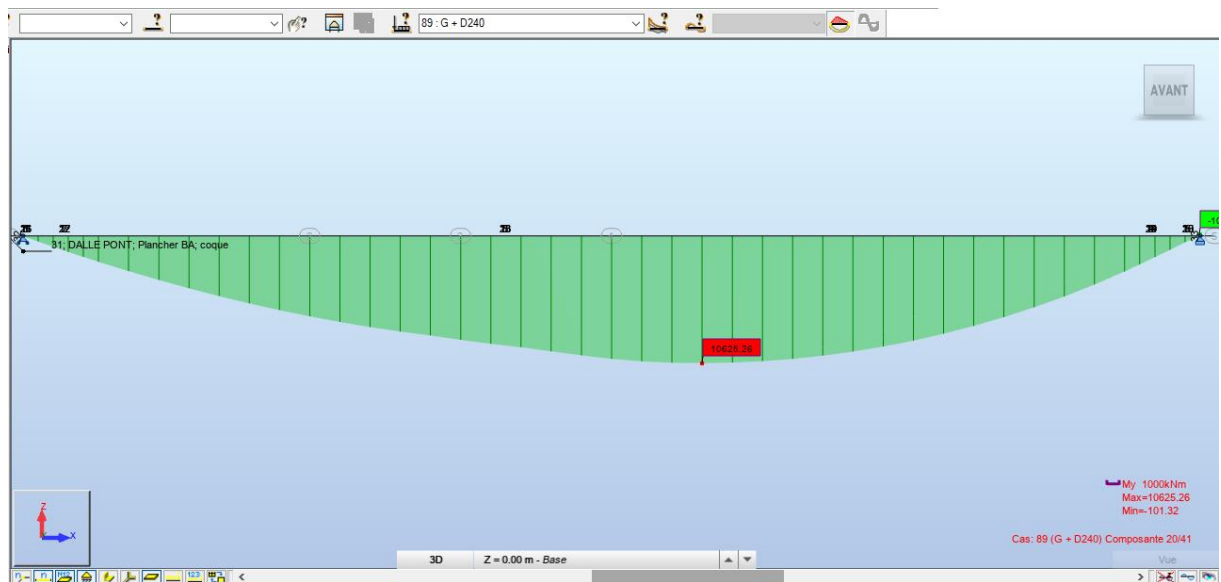 89 : G + D240
AVANT
31; DALLE PONT; Plancher BA; coque
10625.26
My 1000kNm
Max=10625.26
Min=-101.32
Cas: 89 (G + D240) Composante 20/41
Z
X
3D
Z = 0.00 m - Base
Vue